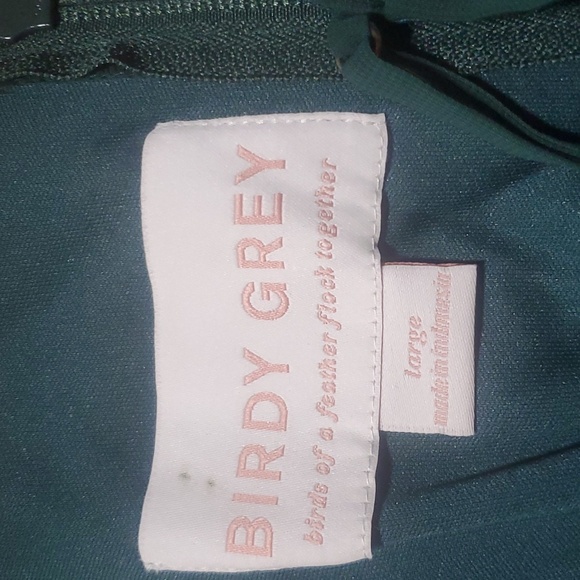 BIRDY GREY
birds of a feather flock together
large
made in indonesia